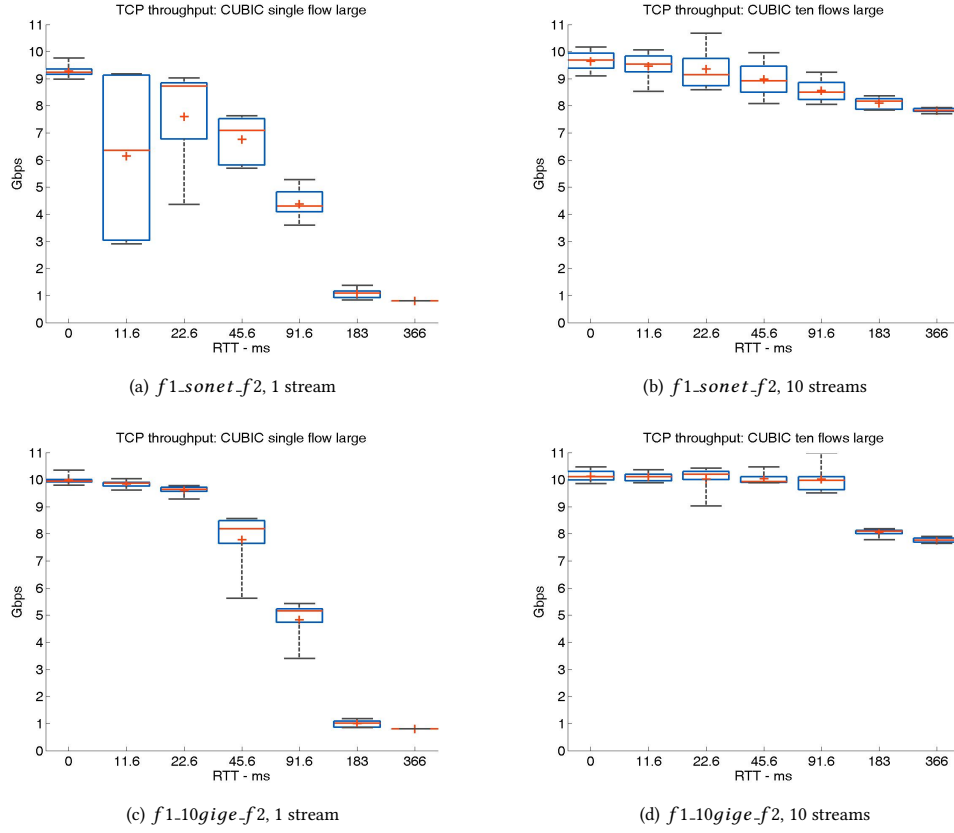 TCP throughput: CUBIC single flow large
11
10
9
8
7
6
5
4
3
2
1
0
Gbps
0 11.6 22.6 45.6 91.6 183 366
RTT - ms
(a) f1_sonet_f2, 1 stream
TCP throughput: CUBIC ten flows large
11
10
9
8
7
6
5
4
3
2
1
0
Gbps
0 11.6 22.6 45.6 91.6 183 366
RTT - ms
(b) f1_sonet_f2, 10 streams
TCP throughput: CUBIC single flow large
11
10
9
8
7
6
5
4
3
2
1
0
Gbps
0 11.6 22.6 45.6 91.6 183 366
RTT - ms
(c) f1_10gige_f2, 1 stream
TCP throughput: CUBIC ten flows large
11
10
9
8
7
6
5
4
3
2
1
0
Gbps
0 11.6 22.6 45.6 91.6 183 366
RTT - ms
(d) f1_10gige_f2, 10 streams